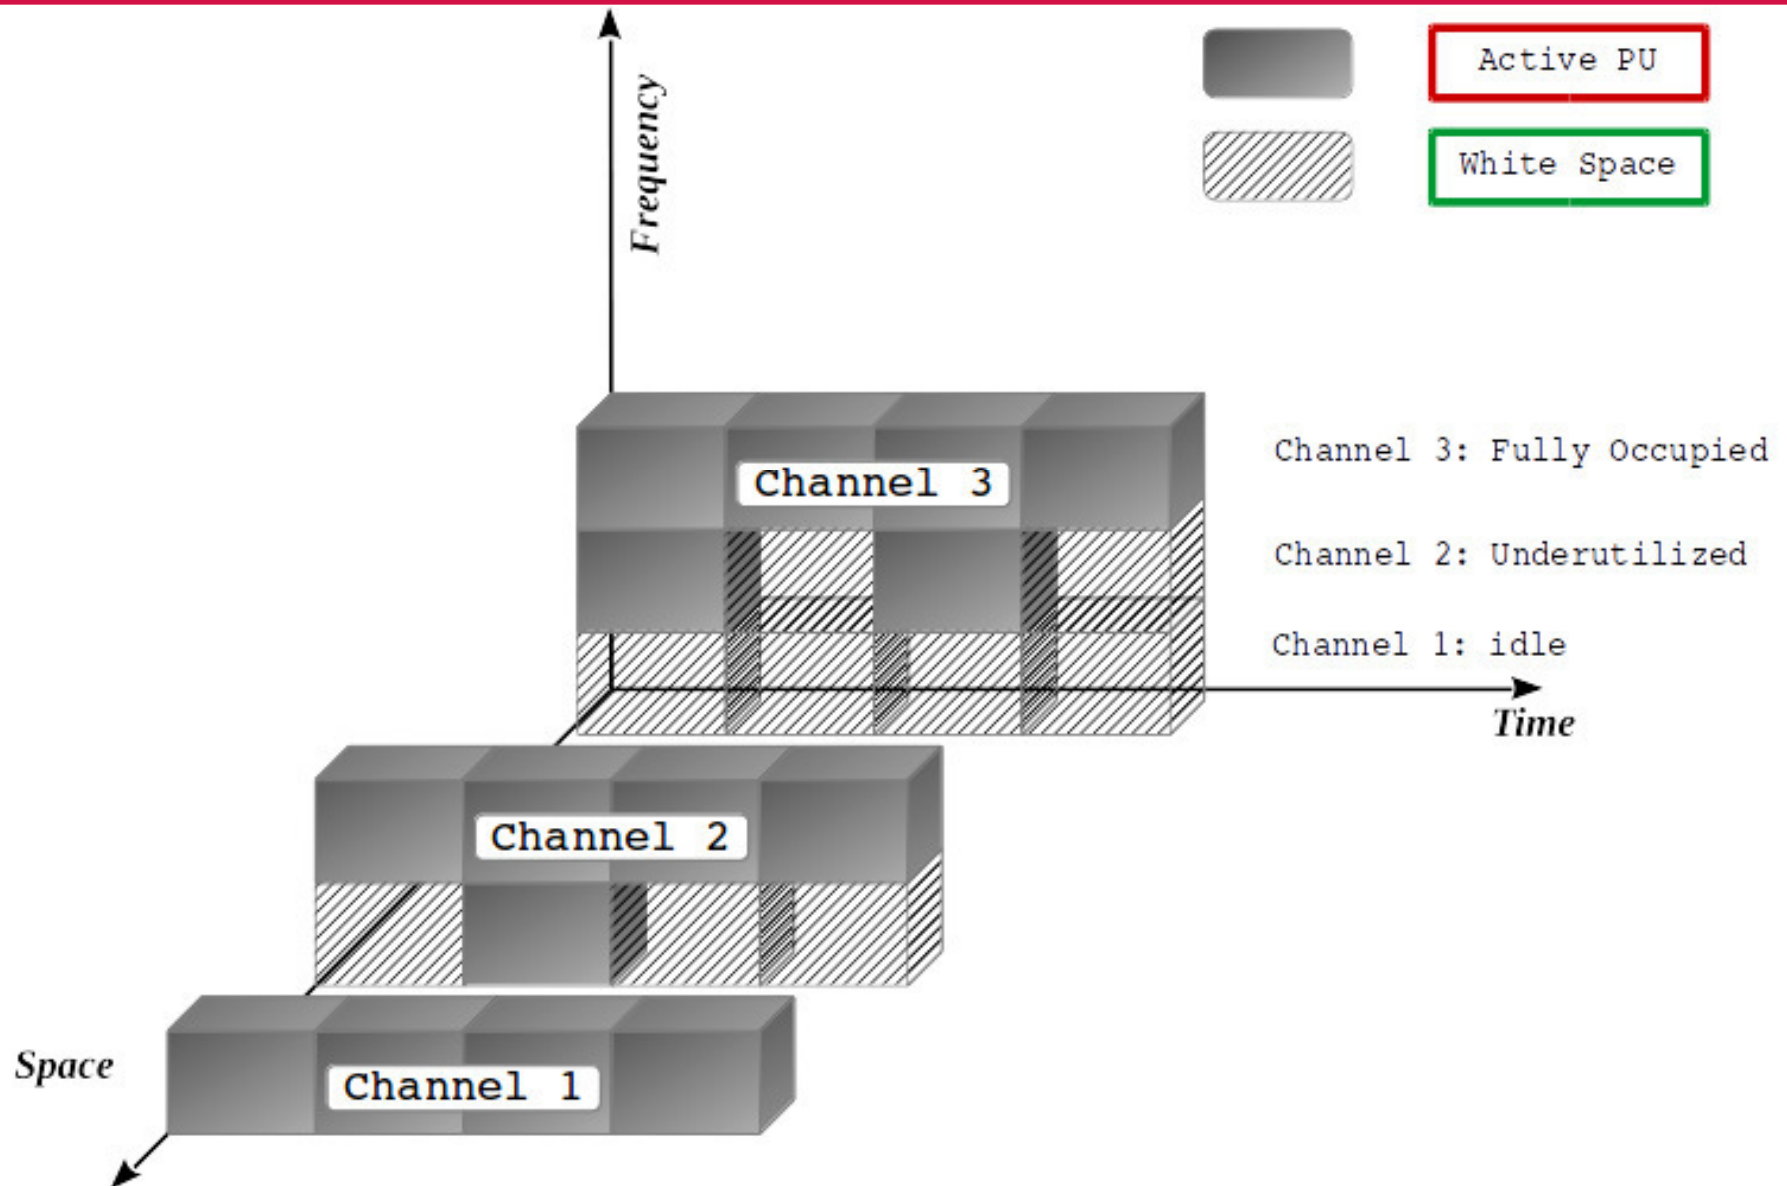 Frequency
Active PU
White Space
Channel 3
Channel 3: Fully Occupied
Channel 2: Underutilized
Channel 1: idle
Time
Channel 2
Space
Channel 1